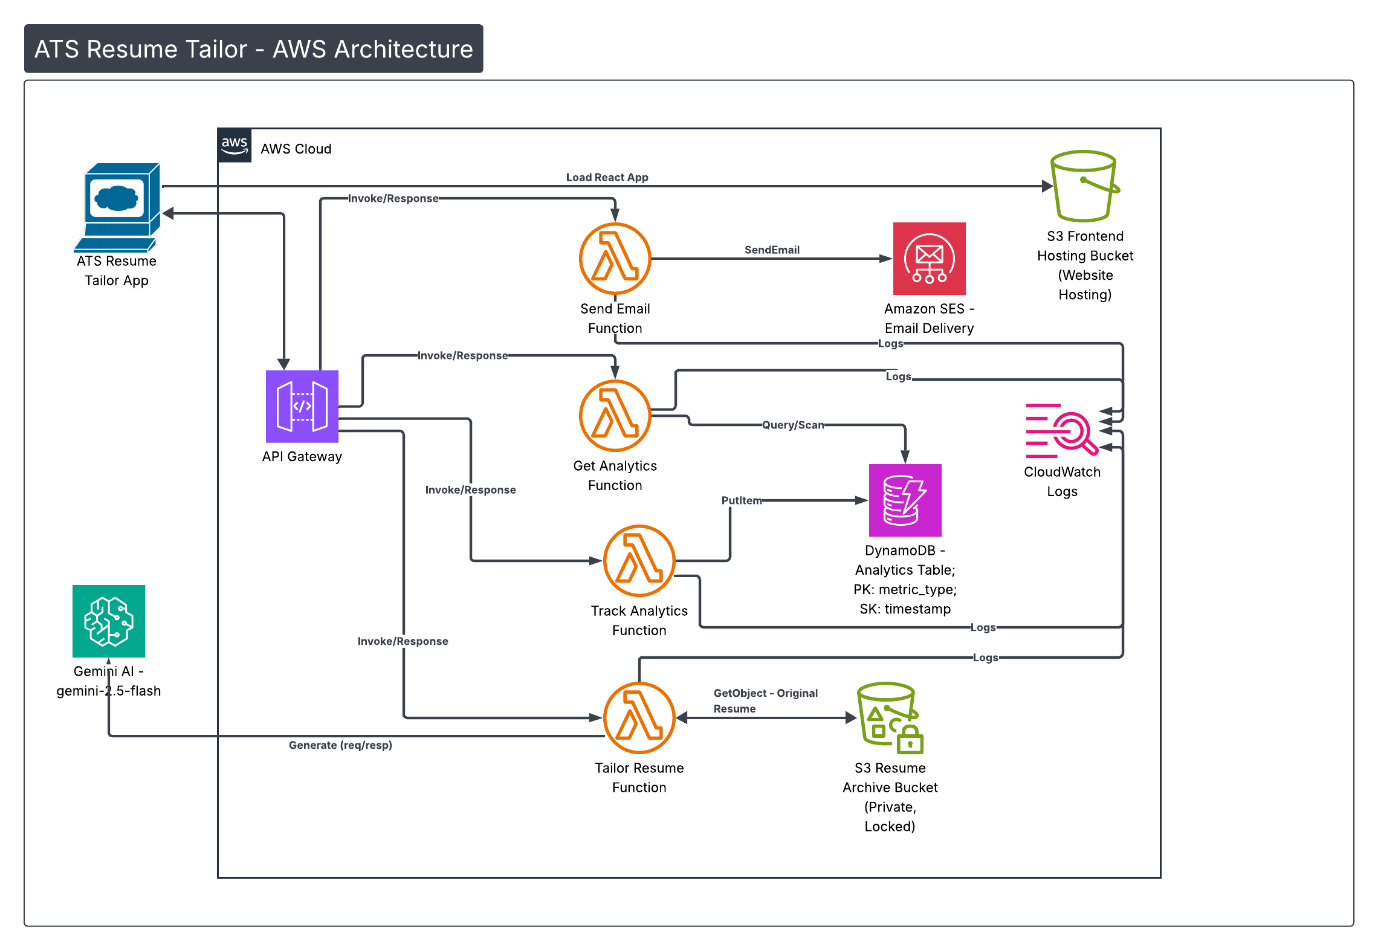 ATS Resume Tailor - AWS Architecture
aws
AWS Cloud
Load React App
Invoke/Response
ATS Resume
Tailor App
S3 Frontend
Hosting Bucket
(Website
Hosting)
SendEmail
Send Email
Function
Amazon SES -
Email Delivery
Logs
Invoke/Response
Logs
</>
API Gateway
Query/Scan
Get Analytics
Function
CloudWatch
Logs
Invoke/Response
PutItem
DynamoDB -
Analytics Table;
PK: metric_type;
SK: timestamp
Track Analytics
Function
Logs
Invoke/Response
Logs
Gemini AI -
gemini-2.5-flash
GetObject - Original
Resume
Generate (req/resp)
Tailor Resume
Function
S3 Resume
Archive Bucket
(Private,
Locked)